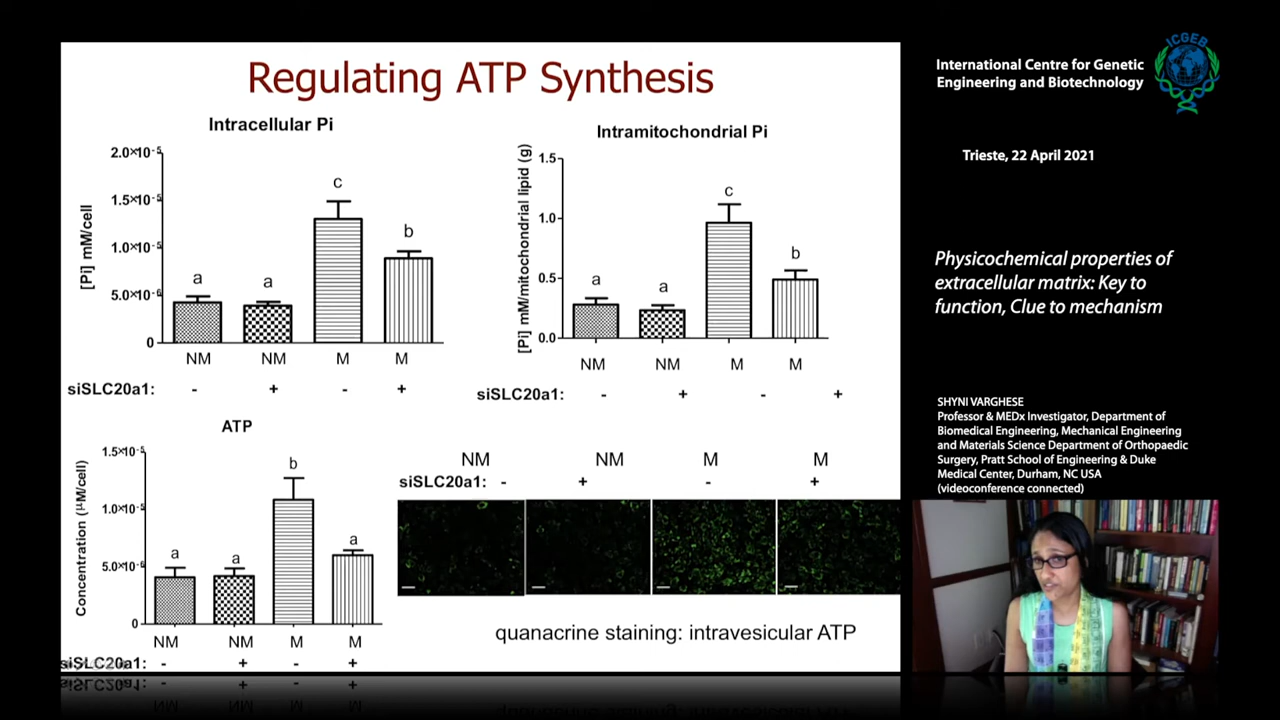 Regulating ATP Synthesis
Intracellular Pi
2.0×10-5
1.5×10-5
1.0×10-5
5.0×10-6
0
[Pi] mM/cell
a
a
c
b
NM NM M M
siSLC20a1: - + - +
Intramitochondrial Pi
1.5
1.0
0.5
0.0
[Pi] mM/mitochondrial lipid (g)
a
a
c
b
NM NM M M
siSLC20a1: - + - +
ATP
1.5×10-5
1.0×10-5
5.0×10-6
0
Concentration (µM/cell)
a
a
b
a
NM NM M M
siSLC20a1: - + - +
NM NM M M
siSLC20a1: - + - +
quanacrine staining: intravesicular ATP
ICGEB
International Centre for Genetic
Engineering and Biotechnology
Trieste, 22 April 2021
Physicochemical properties of
extracellular matrix: Key to
function, Clue to mechanism
SHYNI VARGHESE
Professor & MEDx Investigator, Department of
Biomedical Engineering, Mechanical Engineering
and Materials Science Department of Orthopaedic
Surgery, Pratt School of Engineering & Duke
Medical Center, Durham, NC USA
(videoconference connected)